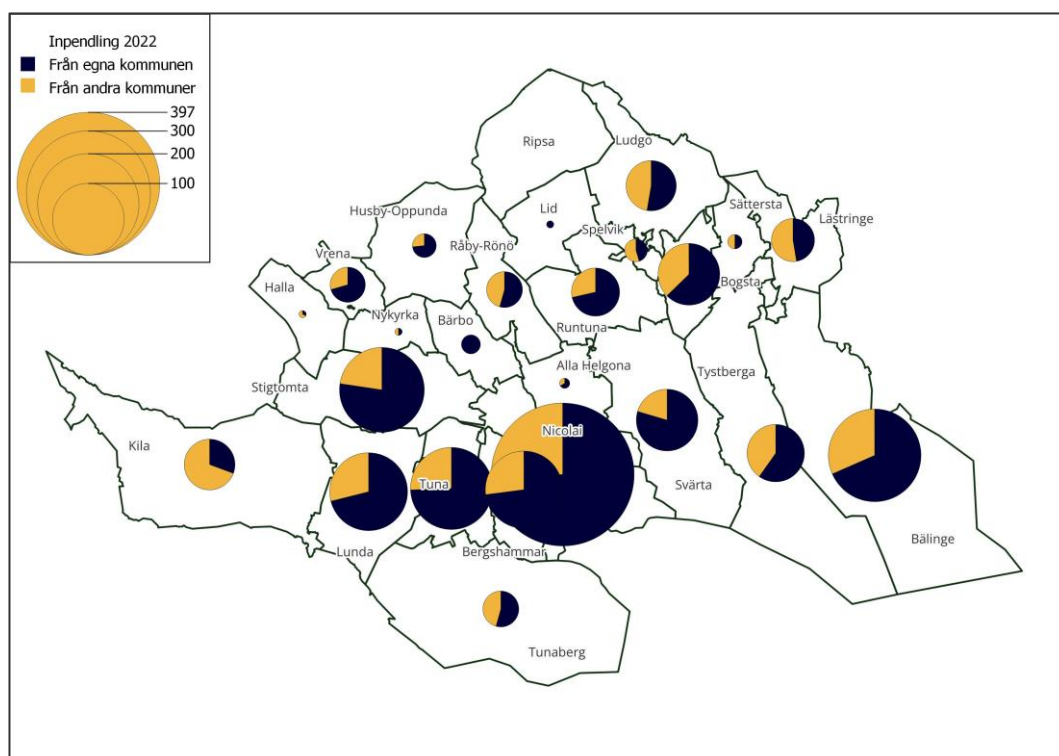 Inpendling 2022
Från egna kommunen
Från andra kommuner
397
300
200
100
Ripsa
Ludgo
Husby-Oppunda
Lid
Sättersta
Lästringe
Råby-Rönö
Spelvik
Vrena
Halla
Bogsta
Nykyrka
Bärbo
Runtuna
Alla Helgona
Tystberga
Stigtomta
Kila
Nicolai
Tuna
Svärta
Bälinge
Lunda
Bergshammar
Tunaberg